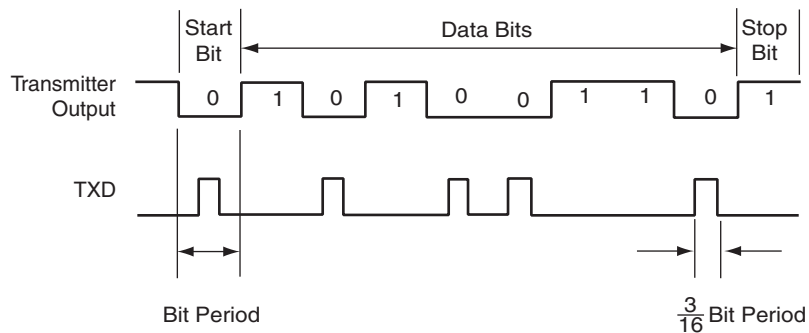 Start
Bit
Data Bits
Stop
Bit
Transmitter
Output
0 1 0 1 0 0 1 1 0 1
TXD
Bit Period
3/16 Bit Period